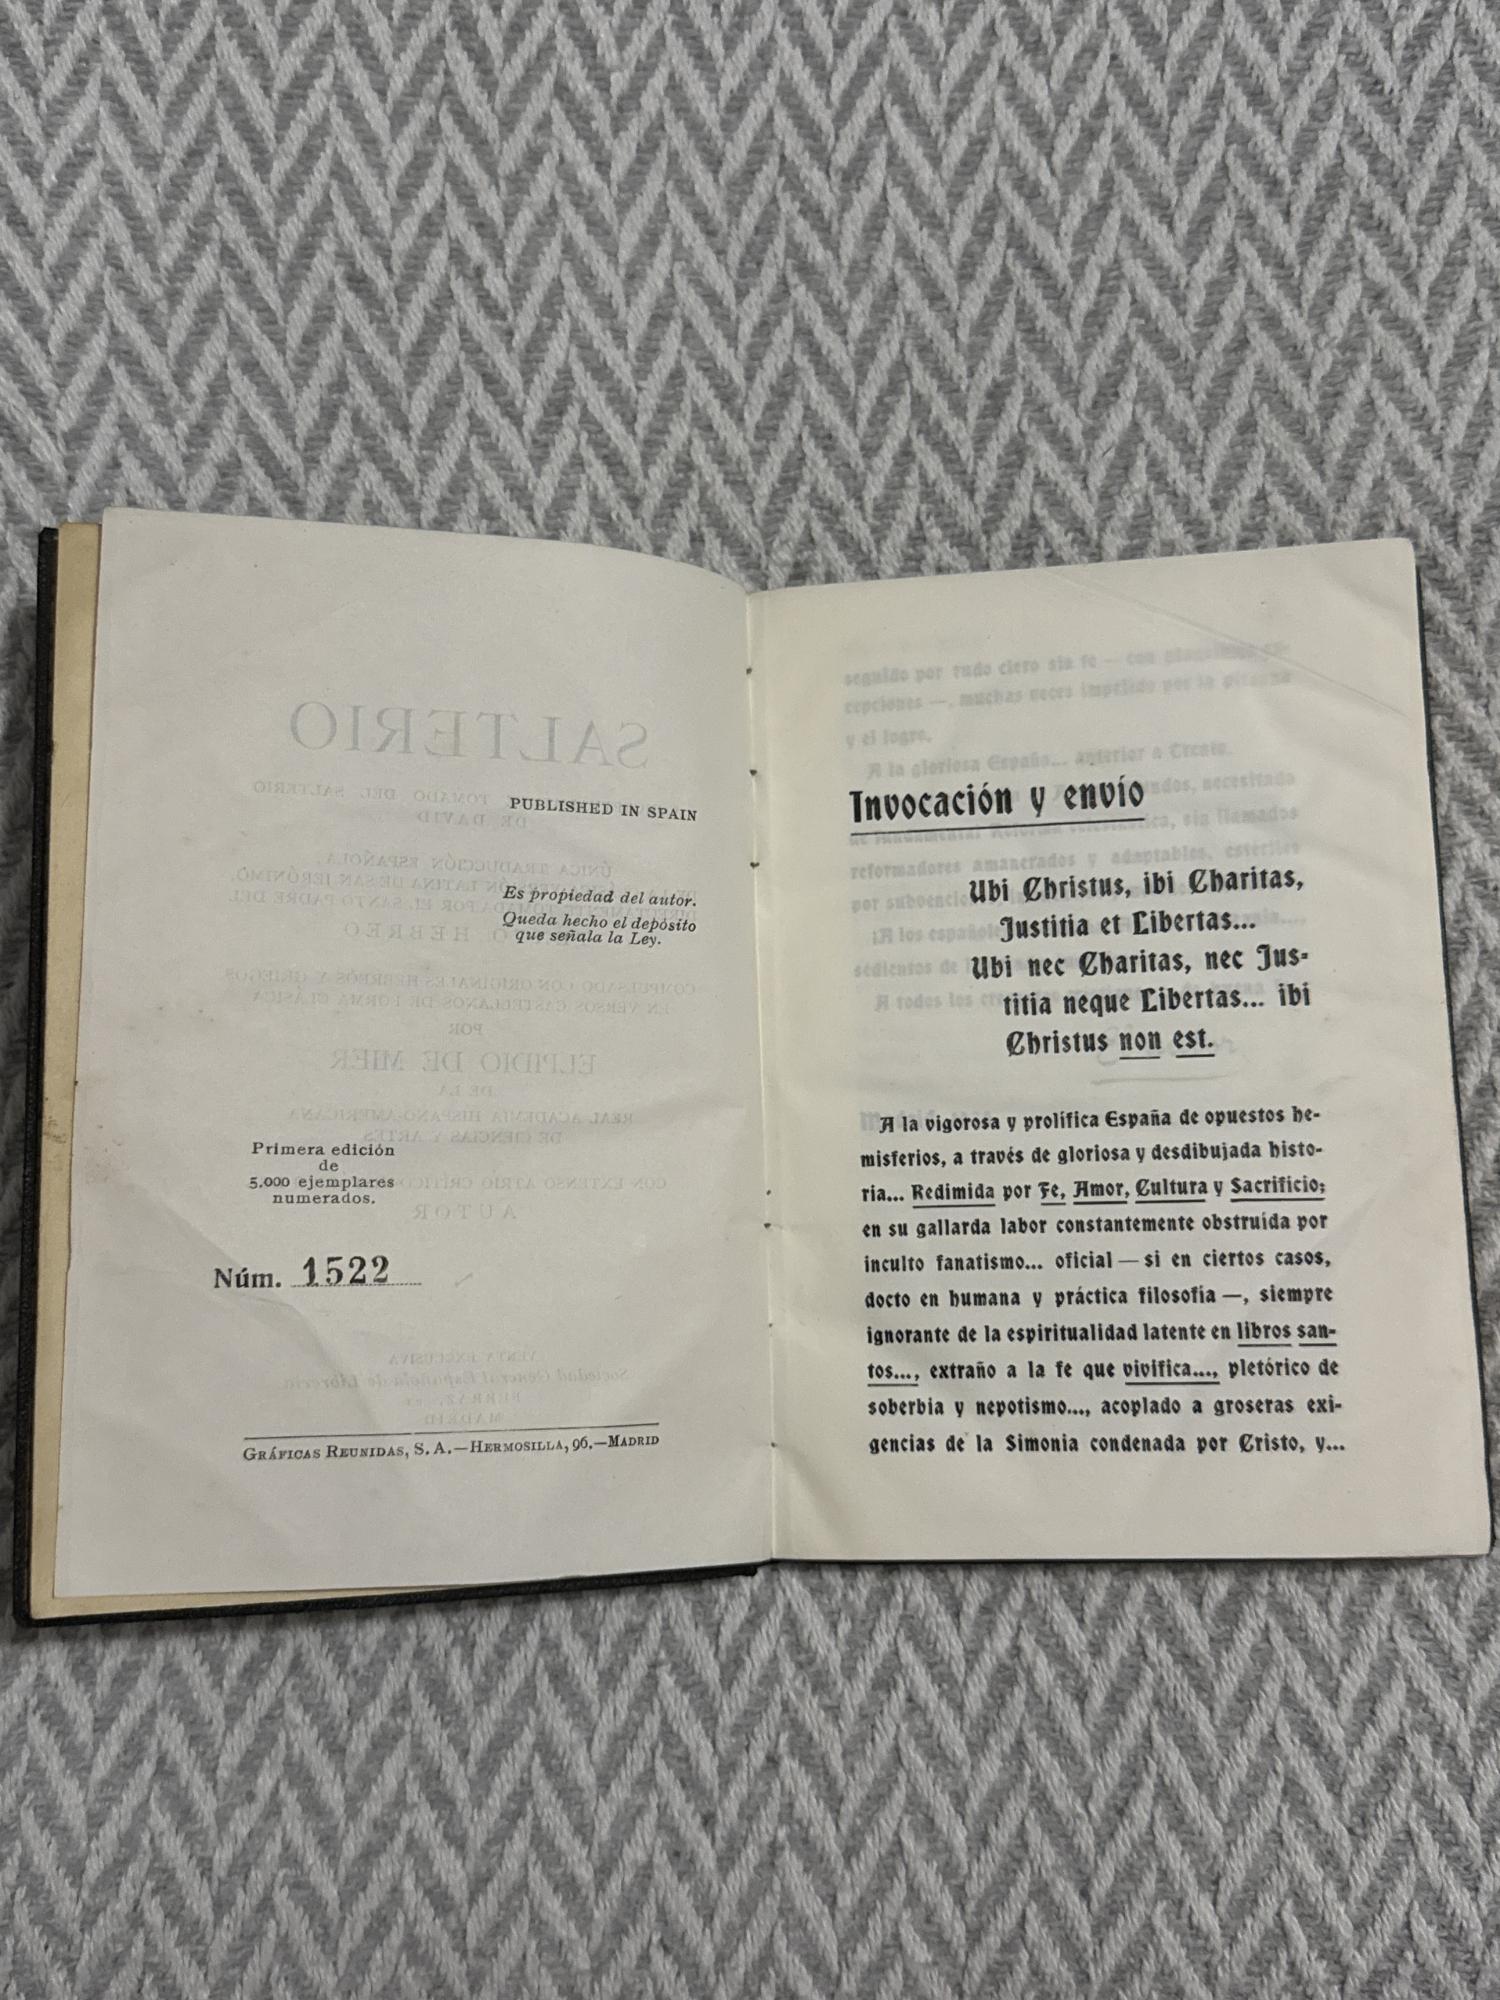 PUBLISHED IN SPAIN
Es propiedad del autor.
Queda hecho el depósito
que señala la Ley.
Primera edición
de
5.000 ejemplares
numerados.
Núm. 1522
GRÁFICAS REUNIDAS, S. A.—HERMOSILLA, 96.—MADRID
Invocación y envío
Ubi Christus, ibi Charitas,
Justitia et Libertas...
Ubi nec Charitas, nec Jus-
titia neque Libertas... ibi
Christus non est.
A la vigorosa y prolífica España de opuestos he-
misferios, a través de gloriosa y desdibujada histo-
ria... Redimida por Fe, Amor, Cultura y Sacrificio;
en su gallarda labor constantemente obstruída por
inculto fanatismo... oficial — si en ciertos casos,
docto en humana y práctica filosofía —, siempre
ignorante de la espiritualidad latente en libros san-
tos..., extraño a la fe que vivifica..., pletórico de
soberbia y nepotismo..., acoplado a groseras exi-
gencias de la Simonia condenada por Cristo, y...